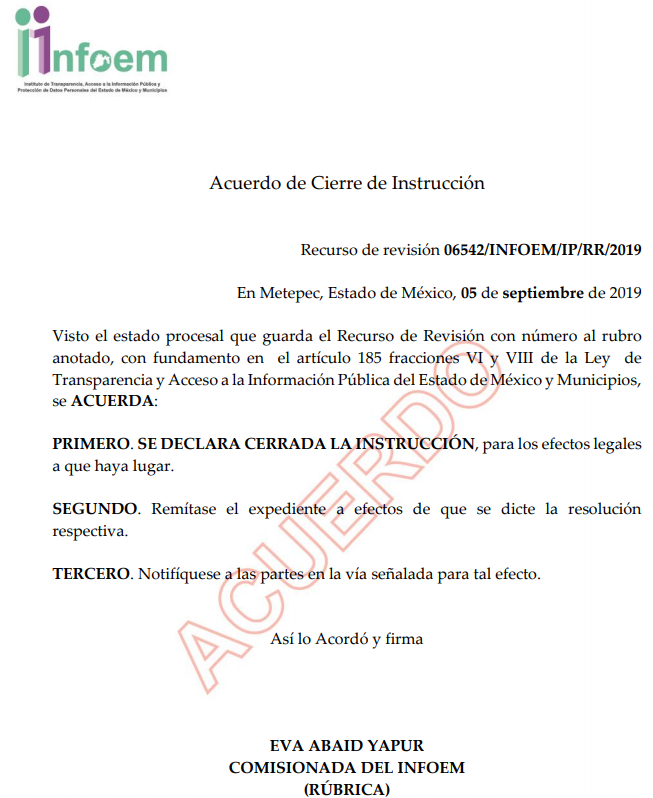 infoem
Instituto de Transparencia, Acceso a la Información Pública y
Protección de Datos Personales del Estado de México y Municipios
Acuerdo de Cierre de Instrucción
Recurso de revisión 06542/INFOEM/IP/RR/2019
En Metepec, Estado de México, 05 de septiembre de 2019
Visto el estado procesal que guarda el Recurso de Revisión con número al rubro
anotado, con fundamento en el artículo 185 fracciones VI y VIII de la Ley de
Transparencia y Acceso a la Información Pública del Estado de México y Municipios,
se ACUERDA:
PRIMERO. SE DECLARA CERRADA LA INSTRUCCIÓN, para los efectos legales
a que haya lugar.
SEGUNDO. Remítase el expediente a efectos de que se dicte la resolución
respectiva.
TERCERO. Notifíquese a las partes en la vía señalada para tal efecto.
ACUERDO
Así lo Acordó y firma
EVA ABAID YAPUR
COMISIONADA DEL INFOEM
(RÚBRICA)